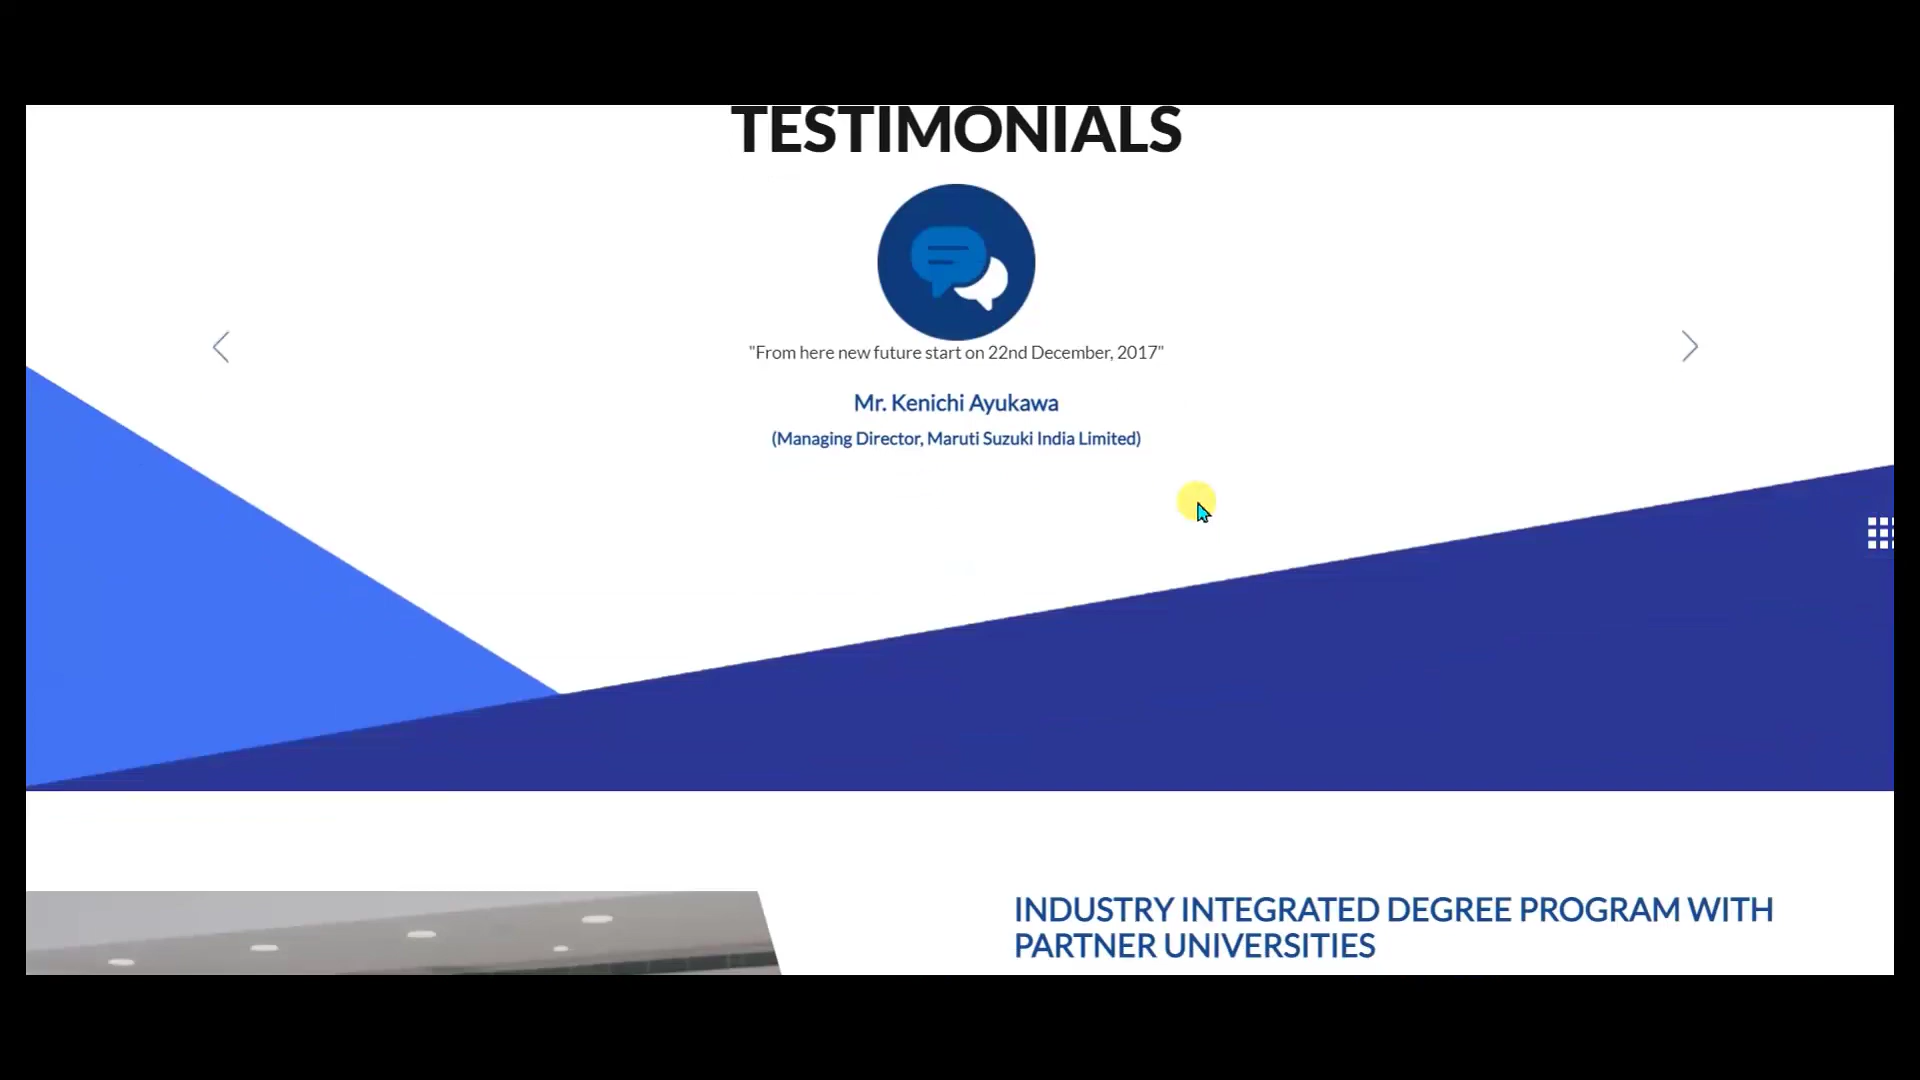 TESTIMONIALS
"From here new future start on 22nd December, 2017"
Mr. Kenichi Ayukawa
(Managing Director, Maruti Suzuki India Limited)
INDUSTRY INTEGRATED DEGREE PROGRAM WITH
PARTNER UNIVERSITIES